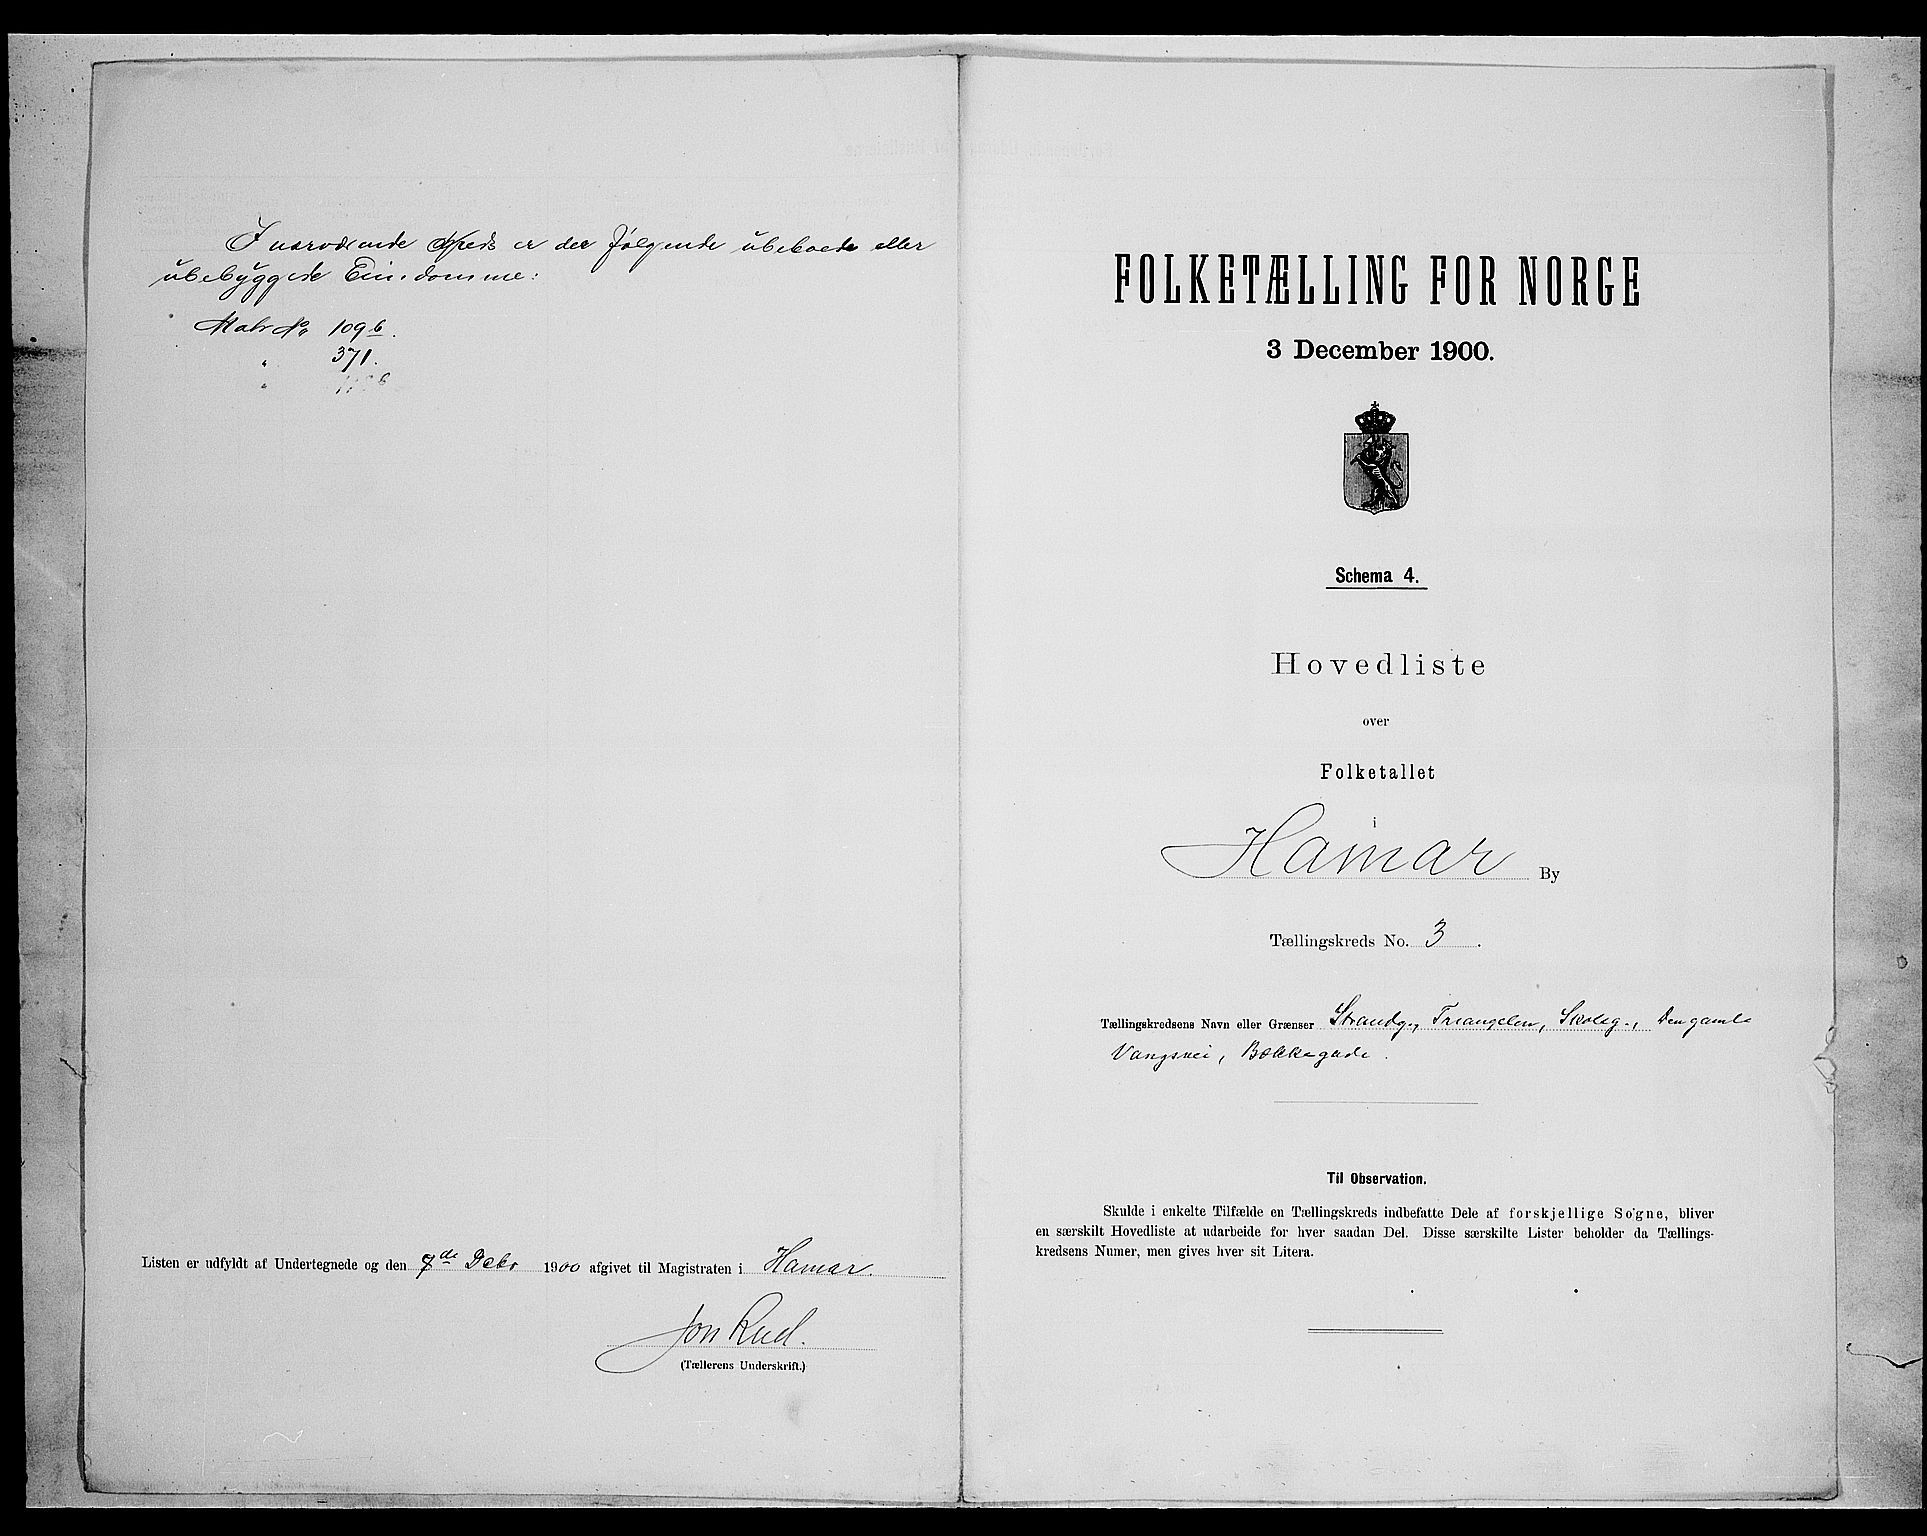 I nærværende Kreds er der følgende ubeboede eller
ubebyggede Eiendomme:
Matr No 109b.
" 371.
"
Listen er udfyldt af Undertegnede og den 7de Debr 1900 afgivet til Magistraten i Hamar.
Jon Rud.
(Tællerens Underskrift.)
FOLKETÆLLING FOR NORGE
3 December 1900.
Schema 4.
Hovedliste
over
Folketallet
i
Hamar By
Tællingskreds No. 3.
Tællingskredsens Navn eller Grænser Strandg., Triangelen, Skoleg., Den gamle
Vangsvei, Bækkegade.
Til Observation.
Skulde i enkelte Tilfælde en Tællingskreds indbefatte Dele af forskjellige Sogne, bliver
en særskilt Hovedliste at udarbeide for hver saadan Del. Disse særskilte Lister beholder da Tællings-
kredsens Numer, men gives hver sit Litera.